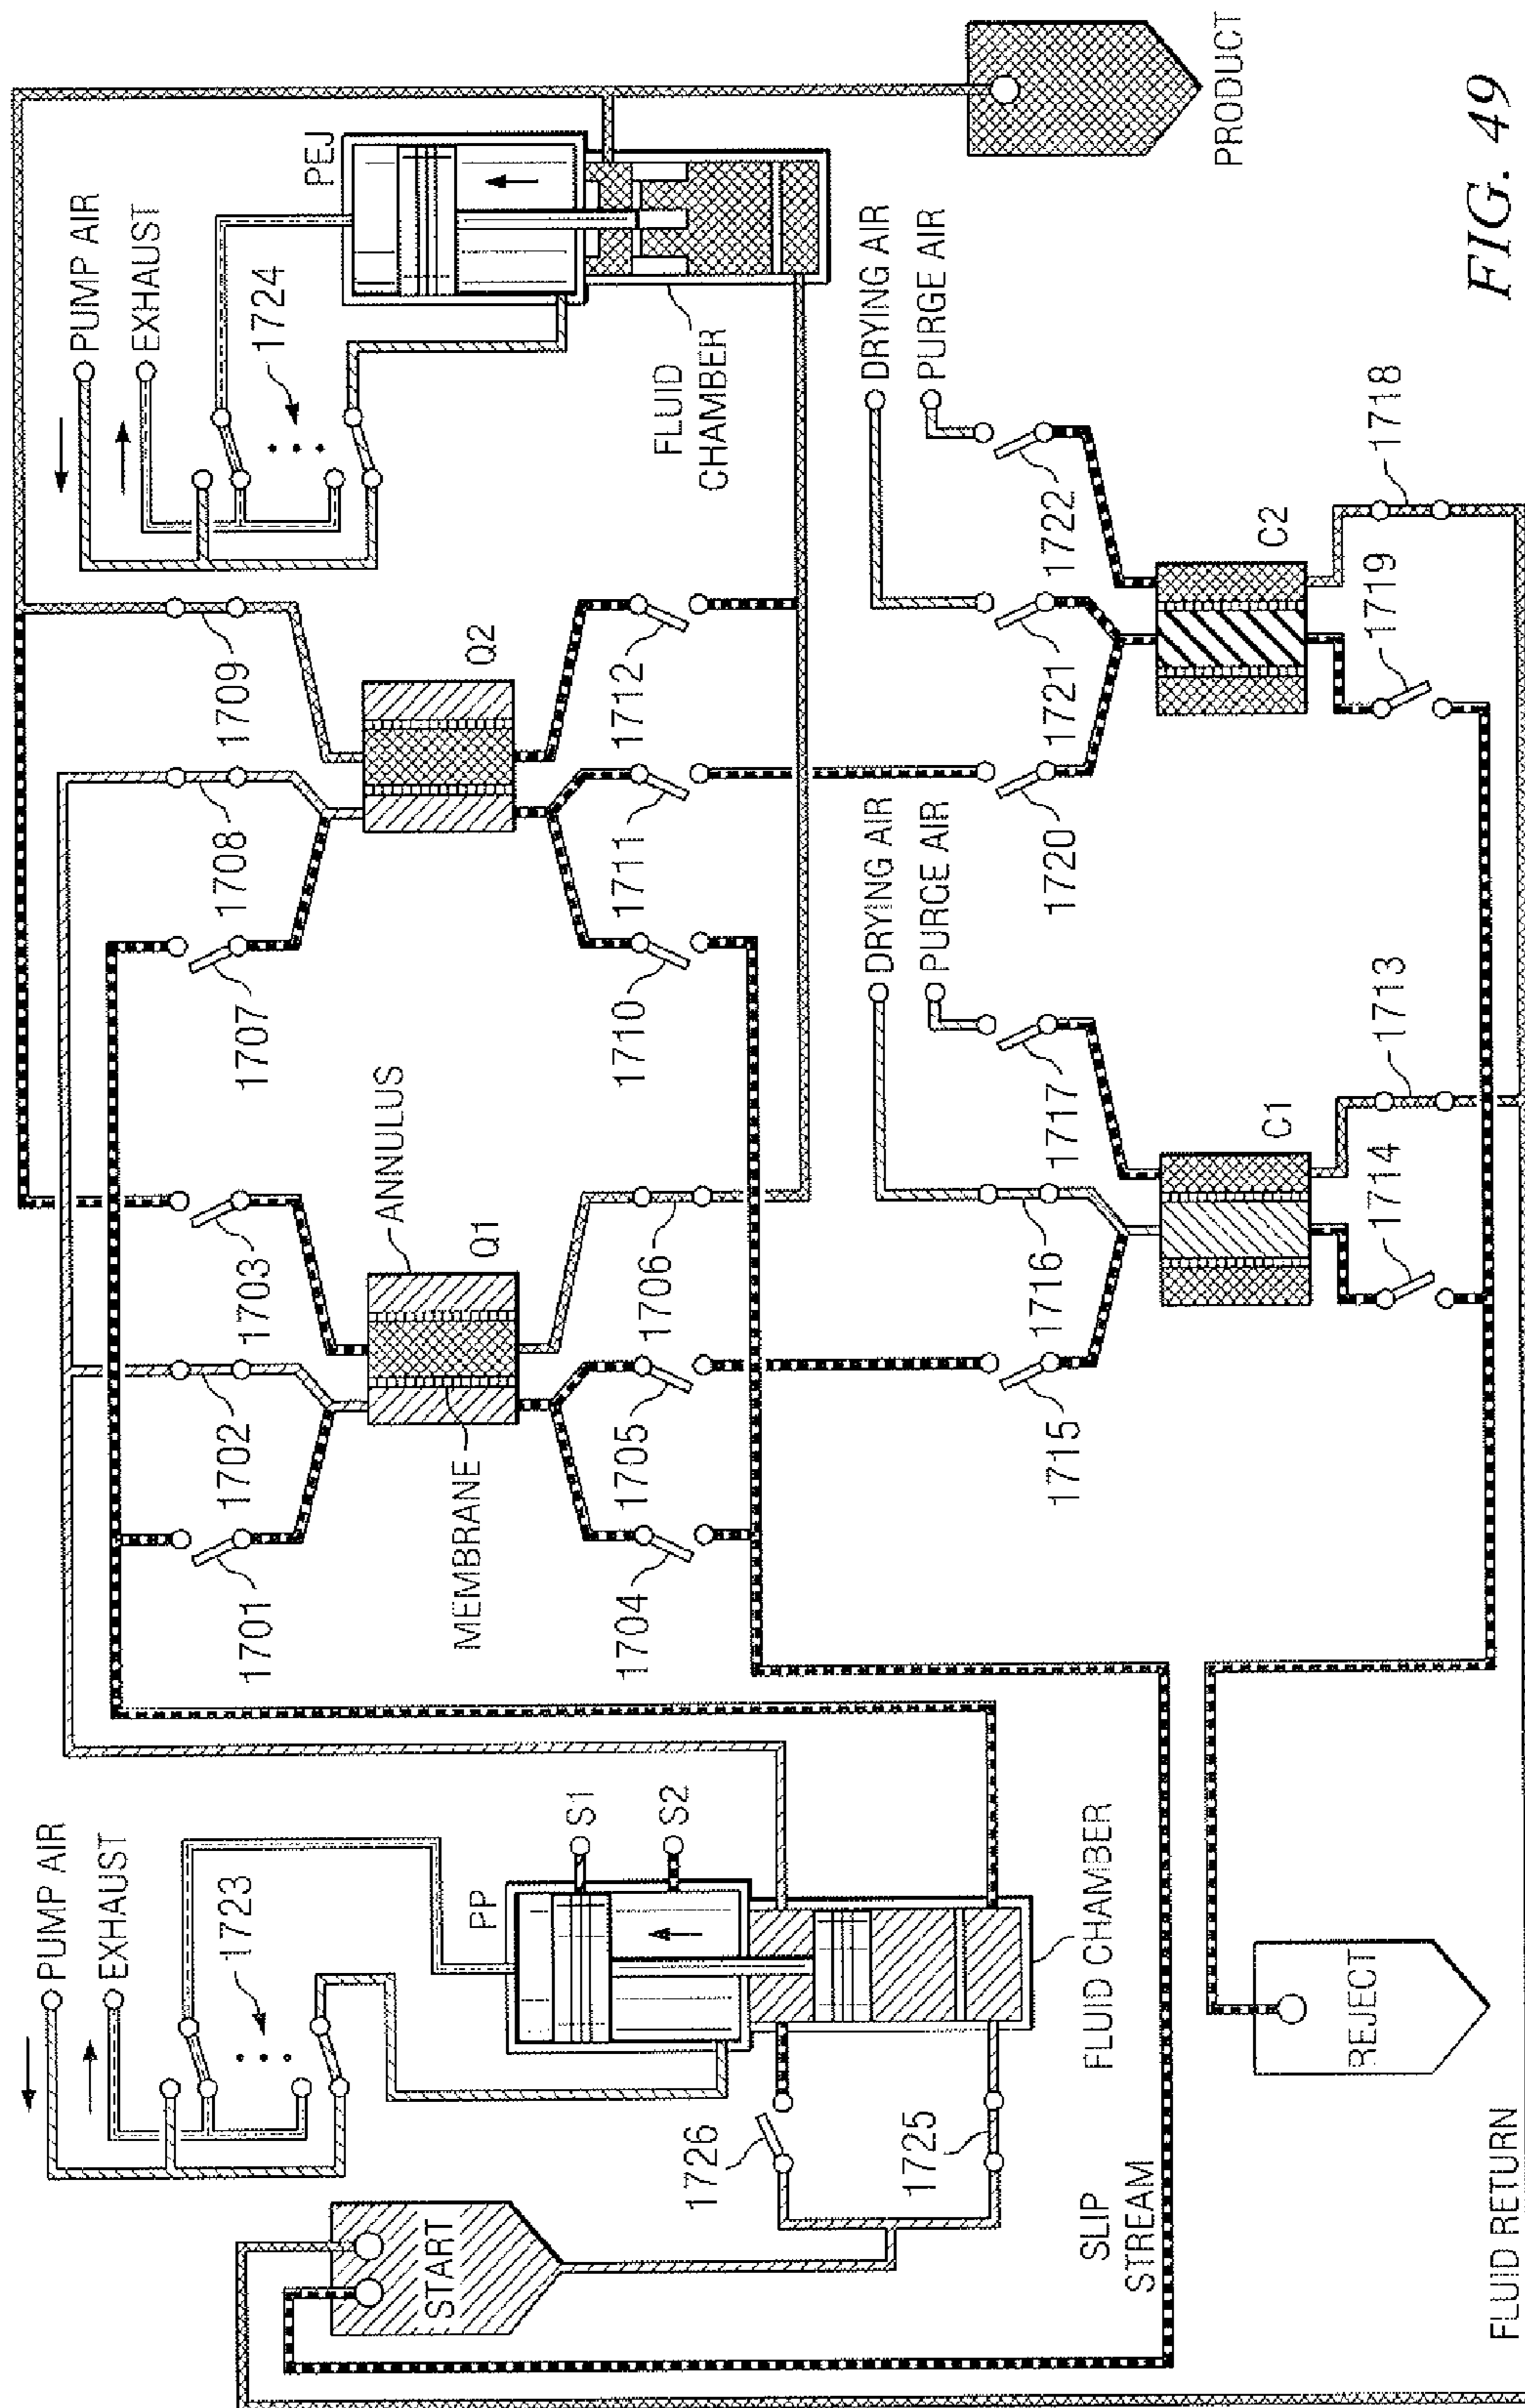 PUMP AIR
EXHAUST
1723
START
PP
S1
S2
1726
1725
FLUID CHAMBER
SLIP
STREAM
REJECT
FLUID RETURN
1701
1702
1703
MEMBRANE
ANNULUS
Q1
1704
1705
1706
1707
1708
1709
Q2
1710
1711
1712
PUMP AIR
EXHAUST
1724
PEJ
FLUID
CHAMBER
PRODUCT
DRYING AIR
PURGE AIR
1715
1716
1717
C1
1714
1713
DRYING AIR
PURGE AIR
1720
1721
1722
C2
1719
1718
FIG. 49